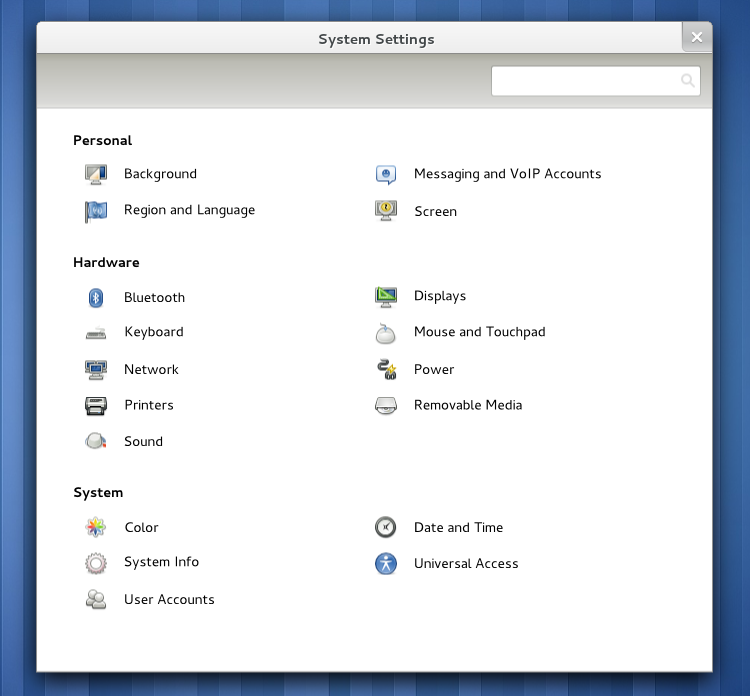 System Settings
Personal
Background
Messaging and VoIP Accounts
Region and Language
Screen
Hardware
Bluetooth
Displays
Keyboard
Mouse and Touchpad
Network
Power
Printers
Removable Media
Sound
System
Color
Date and Time
System Info
Universal Access
User Accounts